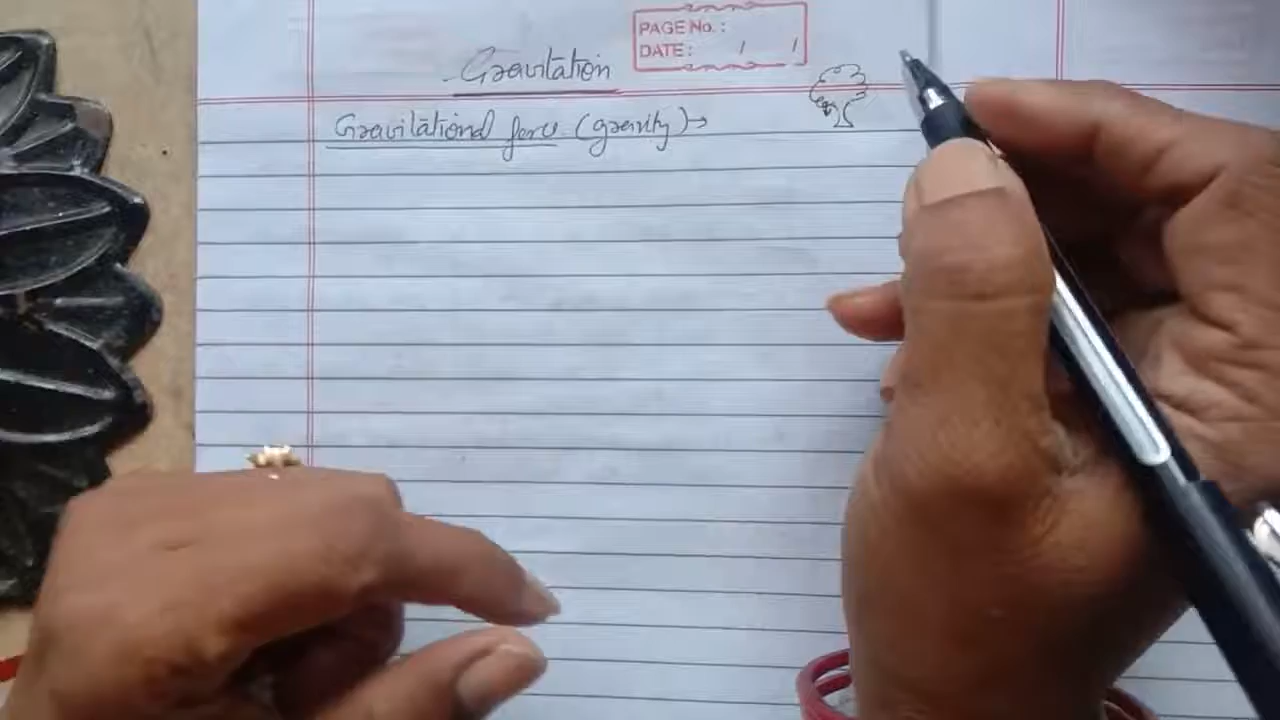 PAGE No. :
DATE : / /
Gravitation
Gravitational force (gravity) →